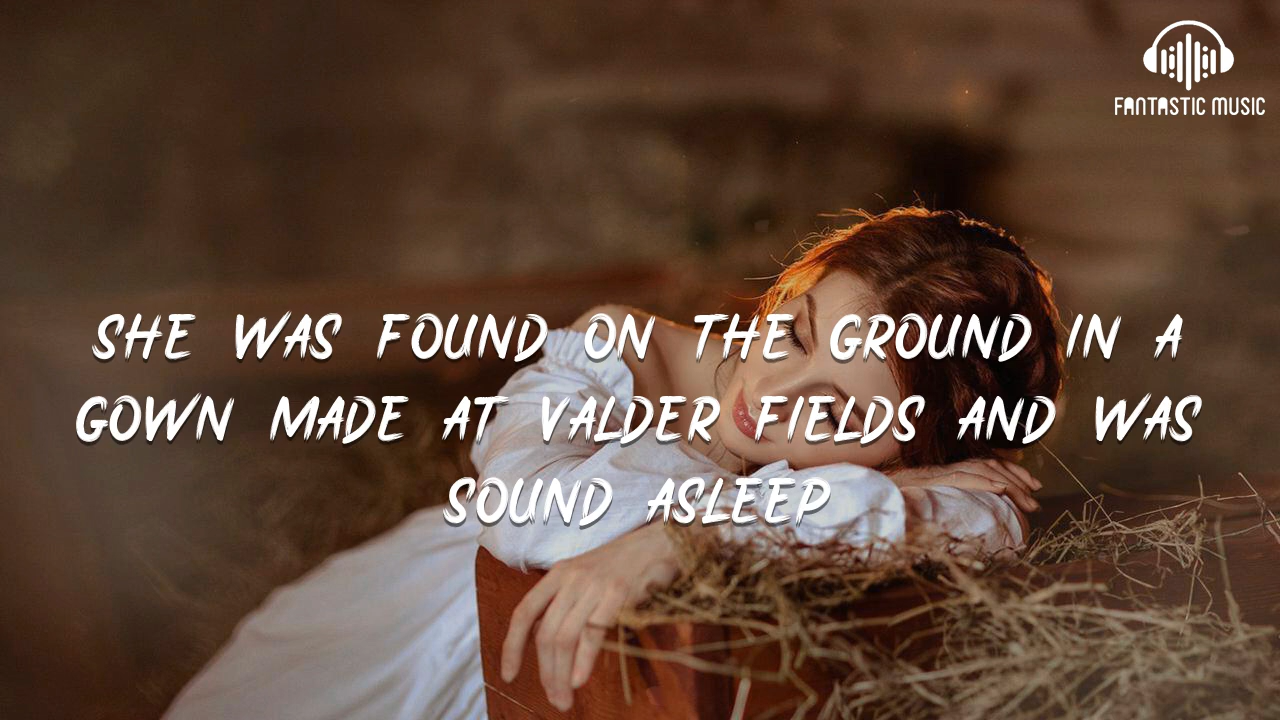 FANTASTIC MUSIC
SHE WAS FOUND ON THE GROUND IN A
GOWN MADE AT VALDER FIELDS AND WAS
SOUND ASLEEP